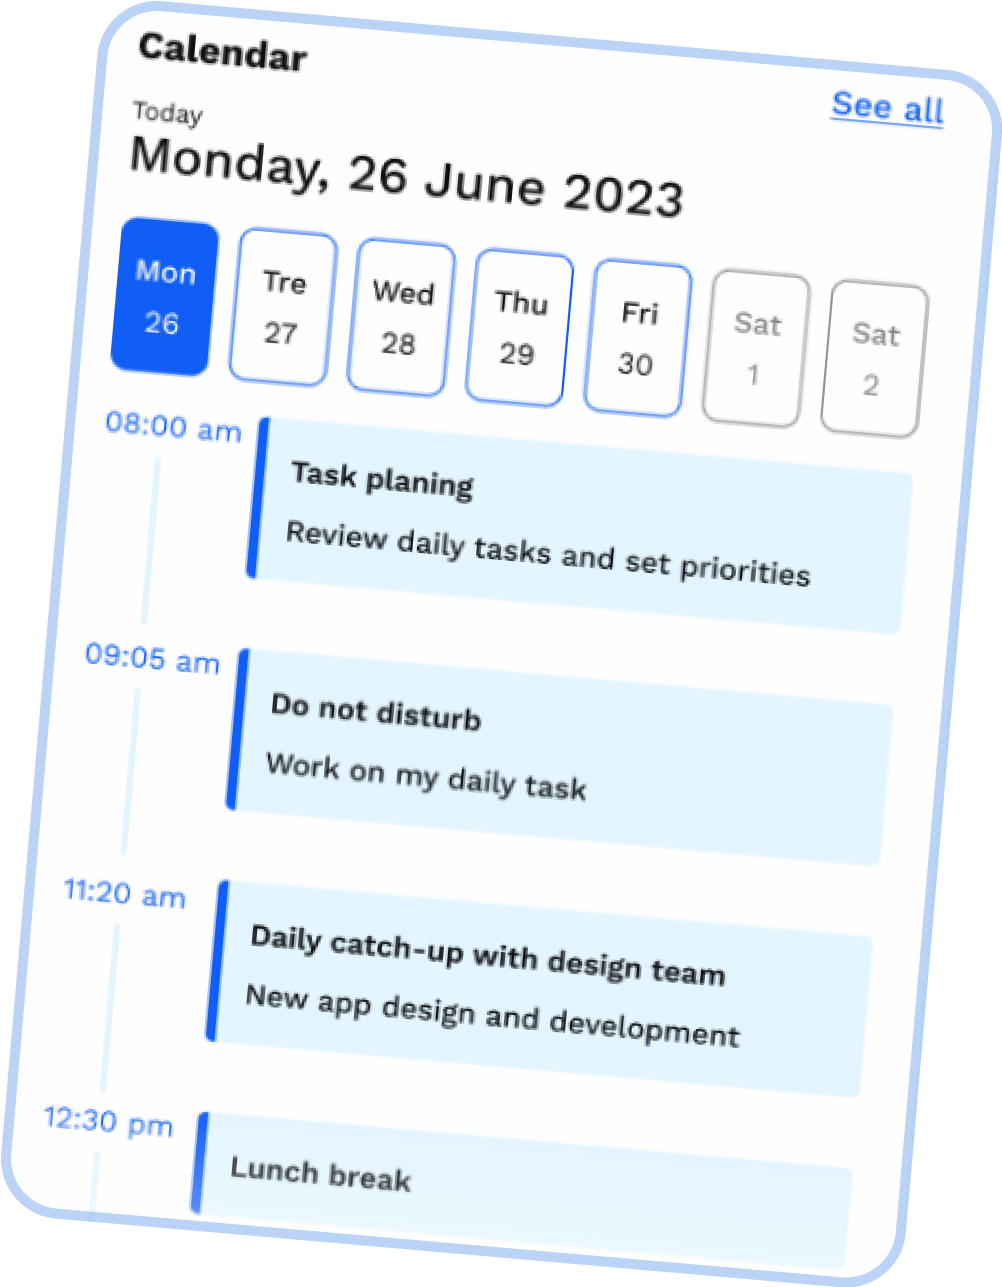 Calendar
See all
Today
Monday, 26 June 2023
Mon Tre Wed Thu Fri Sat Sat
26 27 28 29 30 1 2
08:00 am
Task planing
Review daily tasks and set priorities
09:05 am
Do not disturb
Work on my daily task
11:20 am
Daily catch-up with design team
New app design and development
12:30 pm
Lunch break